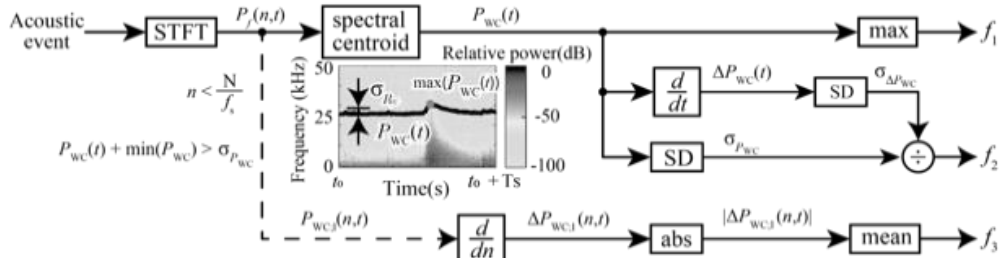 Acoustic
event
STFT
P_f(n,t)
spectral
centroid
P_WC(t)
max
f_1
Relative power(dB)
0
-50
-100
Frequency (kHz)
50
25
0
max(P_WC(t))
P_WC(t)
t_0
t_0 + Ts
Time(s)
n < N/f_s
P_WC(t) + min(P_WC) > σ_P_WC
d/dt
ΔP_WC(t)
SD
σ_ΔP_WC
SD
σ_P_WC
÷
f_2
P_WC,I(n,t)
d/dn
ΔP_WC,I(n,t)
abs
|ΔP_WC,I(n,t)|
mean
f_3